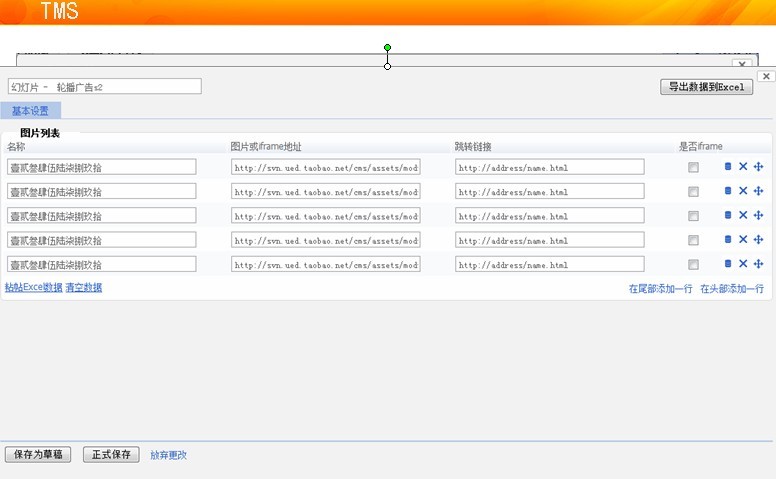 TMS
幻灯片 - 轮播广告s2
导出数据到Excel
基本设置
图片列表
名称 图片或iframe地址 跳转链接 是否iframe
壹贰叁肆伍陆柒捌玖拾 http://svn.ued.taobao.net/cms/assets/mod http://address/name.html
壹贰叁肆伍陆柒捌玖拾 http://svn.ued.taobao.net/cms/assets/mod http://address/name.html
壹贰叁肆伍陆柒捌玖拾 http://svn.ued.taobao.net/cms/assets/mod http://address/name.html
壹贰叁肆伍陆柒捌玖拾 http://svn.ued.taobao.net/cms/assets/mod http://address/name.html
壹贰叁肆伍陆柒捌玖拾 http://svn.ued.taobao.net/cms/assets/mod http://address/name.html
粘帖Excel数据 清空数据 在尾部添加一行 在头部添加一行
保存为草稿 正式保存 放弃更改